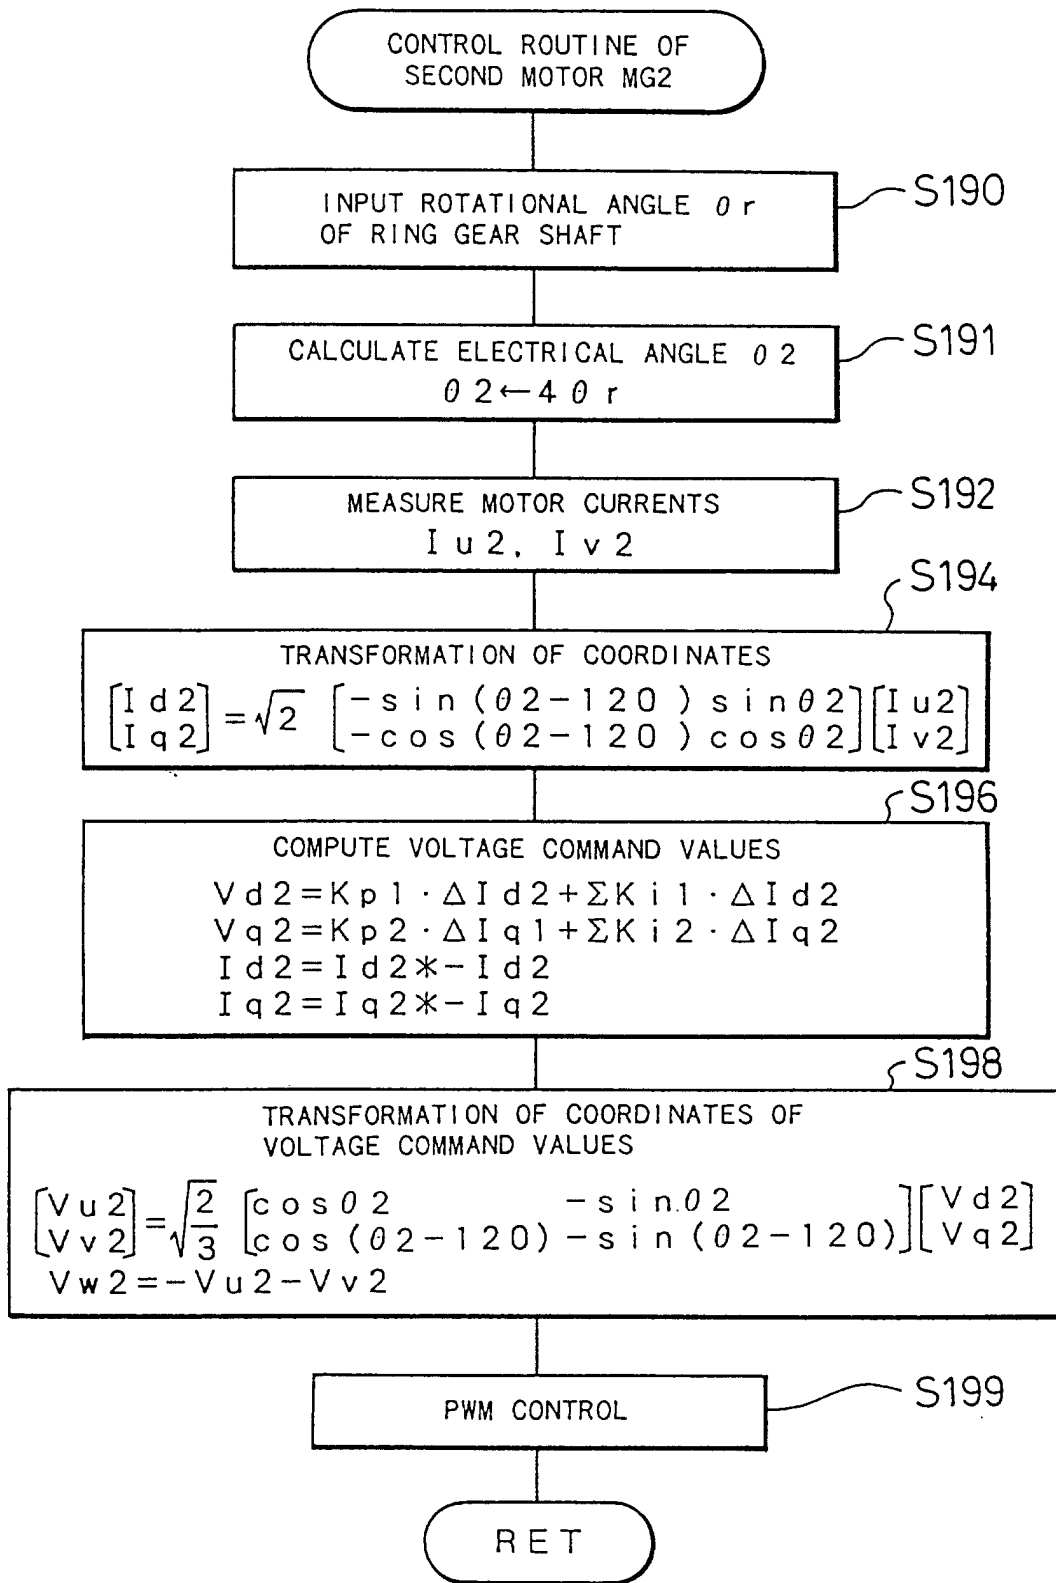 CONTROL ROUTINE OF
SECOND MOTOR MG2
INPUT ROTATIONAL ANGLE θr
OF RING GEAR SHAFT
S190
CALCULATE ELECTRICAL ANGLE θ2
θ2←4θr
S191
MEASURE MOTOR CURRENTS
Iu2, Iv2
S192
S194
TRANSFORMATION OF COORDINATES
[Id2] = √2 [-sin(θ2-120) sinθ2][Iu2]
[Iq2] [-cos(θ2-120) cosθ2][Iv2]
S196
COMPUTE VOLTAGE COMMAND VALUES
Vd2=Kp1·ΔId2+ΣKi1·ΔId2
Vq2=Kp2·ΔIq1+ΣKi2·ΔIq2
Id2=Id2*-Id2
Iq2=Iq2*-Iq2
S198
TRANSFORMATION OF COORDINATES OF
VOLTAGE COMMAND VALUES
[Vu2] = √2/3 [cosθ2 -sinθ2][Vd2]
[Vv2] [cos(θ2-120) -sin(θ2-120)][Vq2]
Vw2=-Vu2-Vv2
PWM CONTROL
S199
RET